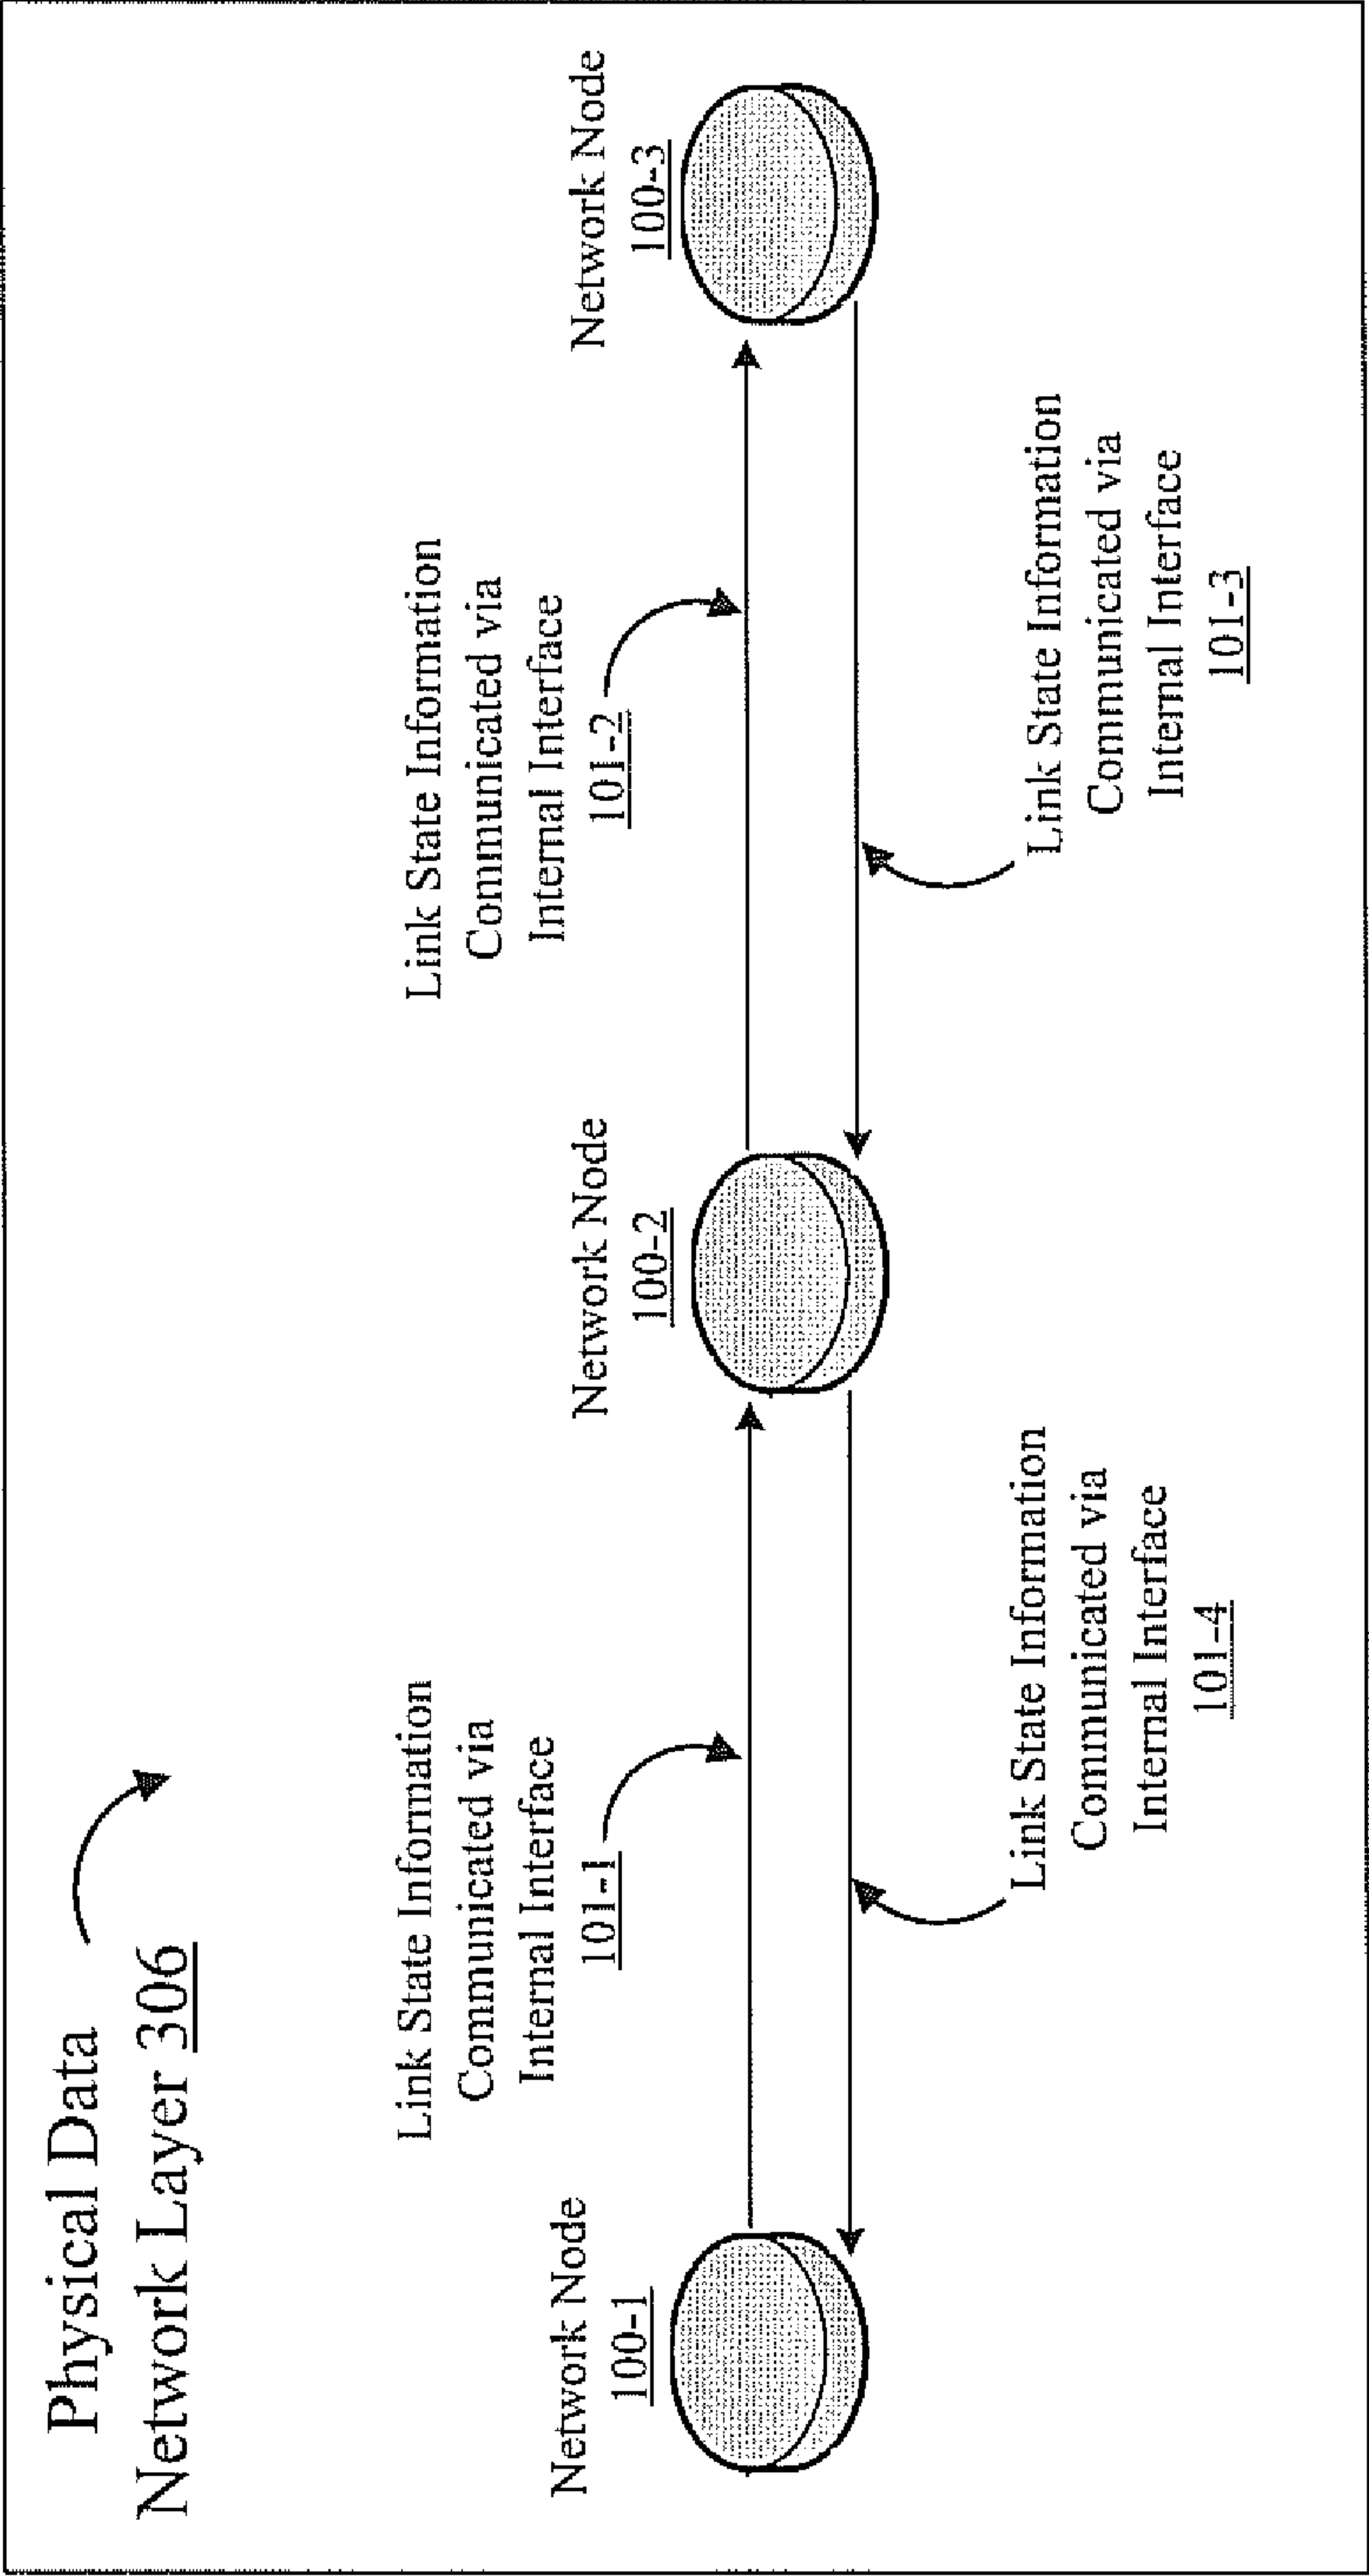 Physical Data
Network Layer 306
Link State Information
Communicated via
Internal Interface
101-1
Link State Information
Communicated via
Internal Interface
101-2
Network Node
100-1
Network Node
100-2
Network Node
100-3
Link State Information
Communicated via
Internal Interface
101-4
Link State Information
Communicated via
Internal Interface
101-3